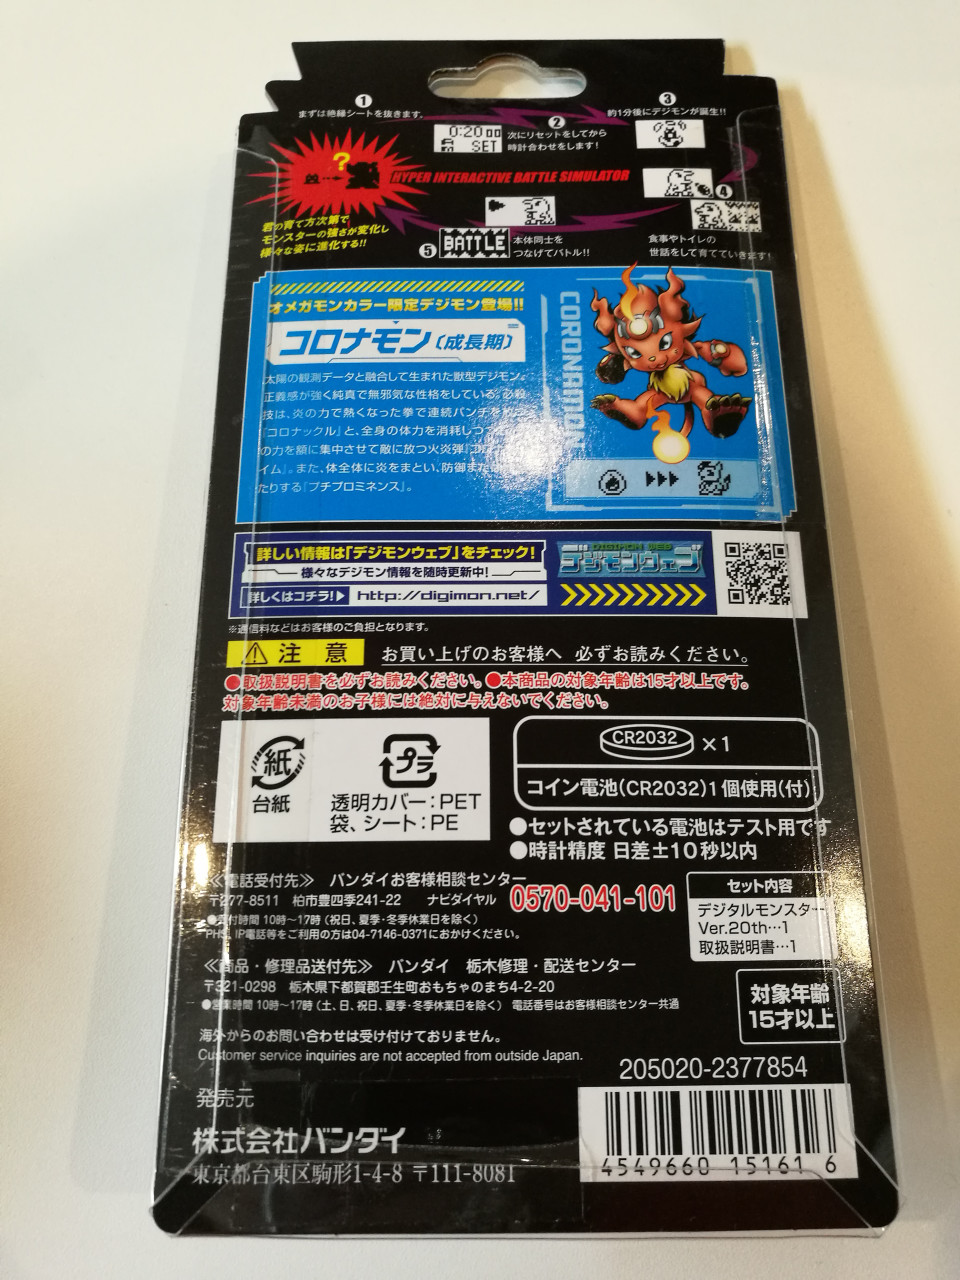 1
まずは絶縁シートを抜きます。
0:20 00
SET
2
次にリセットをしてから
時計合わせをします!
3
約1分後にデジモンが誕生!!
?
HYPER INTERACTIVE BATTLE SIMULATOR
君の育て方次第で
モンスターの強さが変化し
様々な姿に進化する!!
4
食事やトイレの
世話をして育てていきます!
5
BATTLE
本体同士を
つなげてバトル!!
オメガモンカラー限定デジモン登場!!
コロナモン(成長期)
太陽の観測データと融合して生まれた獣型デジモン。
正義感が強く純真で無邪気な性格をしている。必殺
技は、炎の力で熱くなった拳で連続パンチを
『コロナックル』と、全身の体力を消耗し
の力を額に集中させて敵に放つ火炎弾
イム』。また、体全体に炎をまとい、防御また
たりする『プチプロミネンス』。
CORONAMON
詳しい情報は「デジモンウェブ」をチェック!
様々なデジモン情報を随時更新中!
詳しくはコチラ!▶ http://digimon.net/
DIGIMON WEB
デジモンウェブ
※通信料などはお客様のご負担となります。
⚠注意 お買い上げのお客様へ 必ずお読みください。
●取扱説明書を必ずお読みください。●本商品の対象年齢は15才以上です。
対象年齢未満のお子様には絶対に与えないでください。
紙
台紙
プラ
透明カバー:PET
袋、シート:PE
CR2032 ×1
コイン電池(CR2032)1個使用(付)
●セットされている電池はテスト用です
●時計精度 日差±10秒以内
≪電話受付先≫ バンダイお客様相談センター
〒277-8511 柏市豊四季241-22 ナビダイヤル 0570-041-101
●受付時間 10時〜17時(祝日、夏季・冬季休業日を除く)
PHS、IP電話等をご利用の方は04-7146-0371におかけください。
セット内容
デジタルモンスター
Ver.20th…1
取扱説明書…1
≪商品・修理品送付先≫ バンダイ 栃木修理・配送センター
〒321-0298 栃木県下都賀郡壬生町おもちゃのまち4-2-20
●営業時間 10時〜17時(土、日、祝日、夏季・冬季休業日を除く) 電話番号はお客様相談センター共通
対象年齢
15才以上
海外からのお問い合わせは受け付けておりません。
Customer service inquiries are not accepted from outside Japan.
205020-2377854
発売元
株式会社バンダイ
東京都台東区駒形1-4-8 〒111-8081
4549660 15161 6